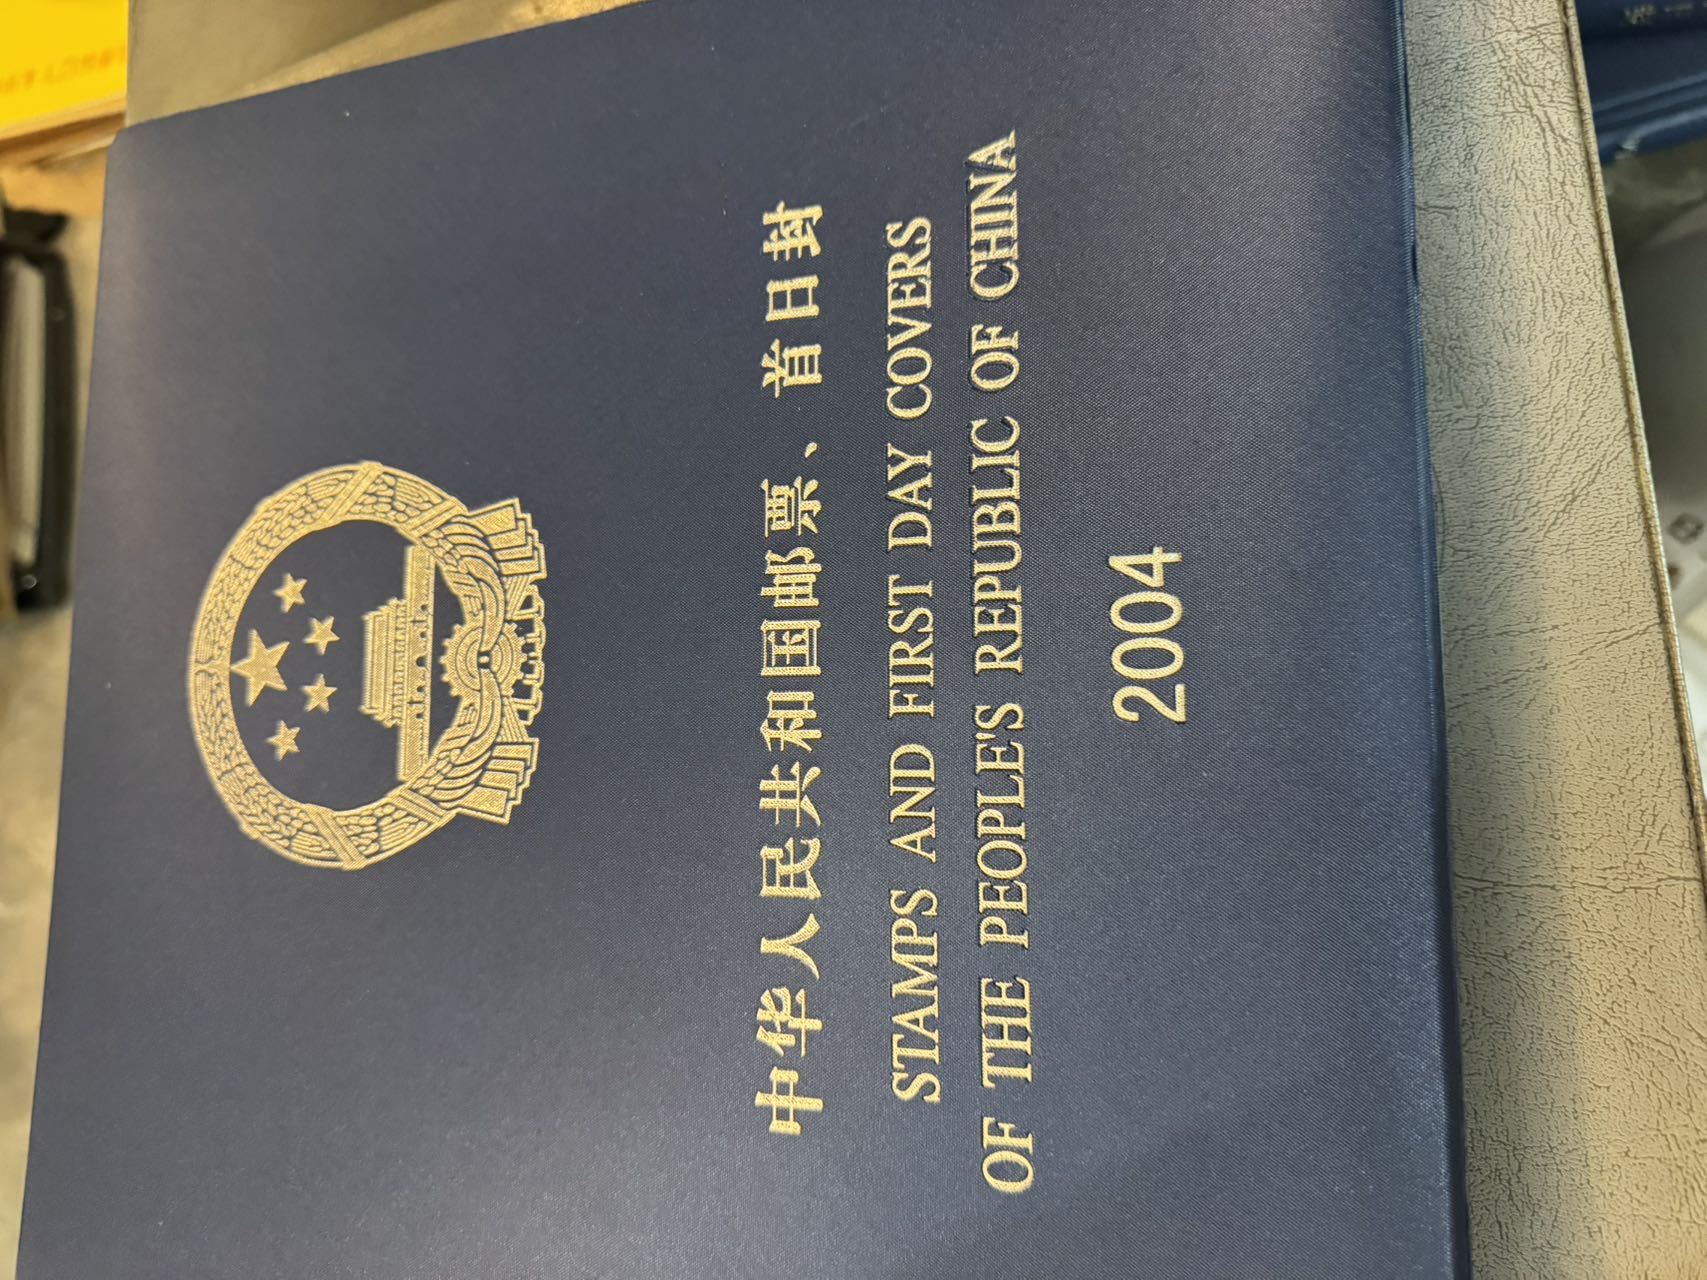 中华人民共和国邮票、首日封
STAMPS AND FIRST DAY COVERS
OF THE PEOPLE'S REPUBLIC OF CHINA
2004